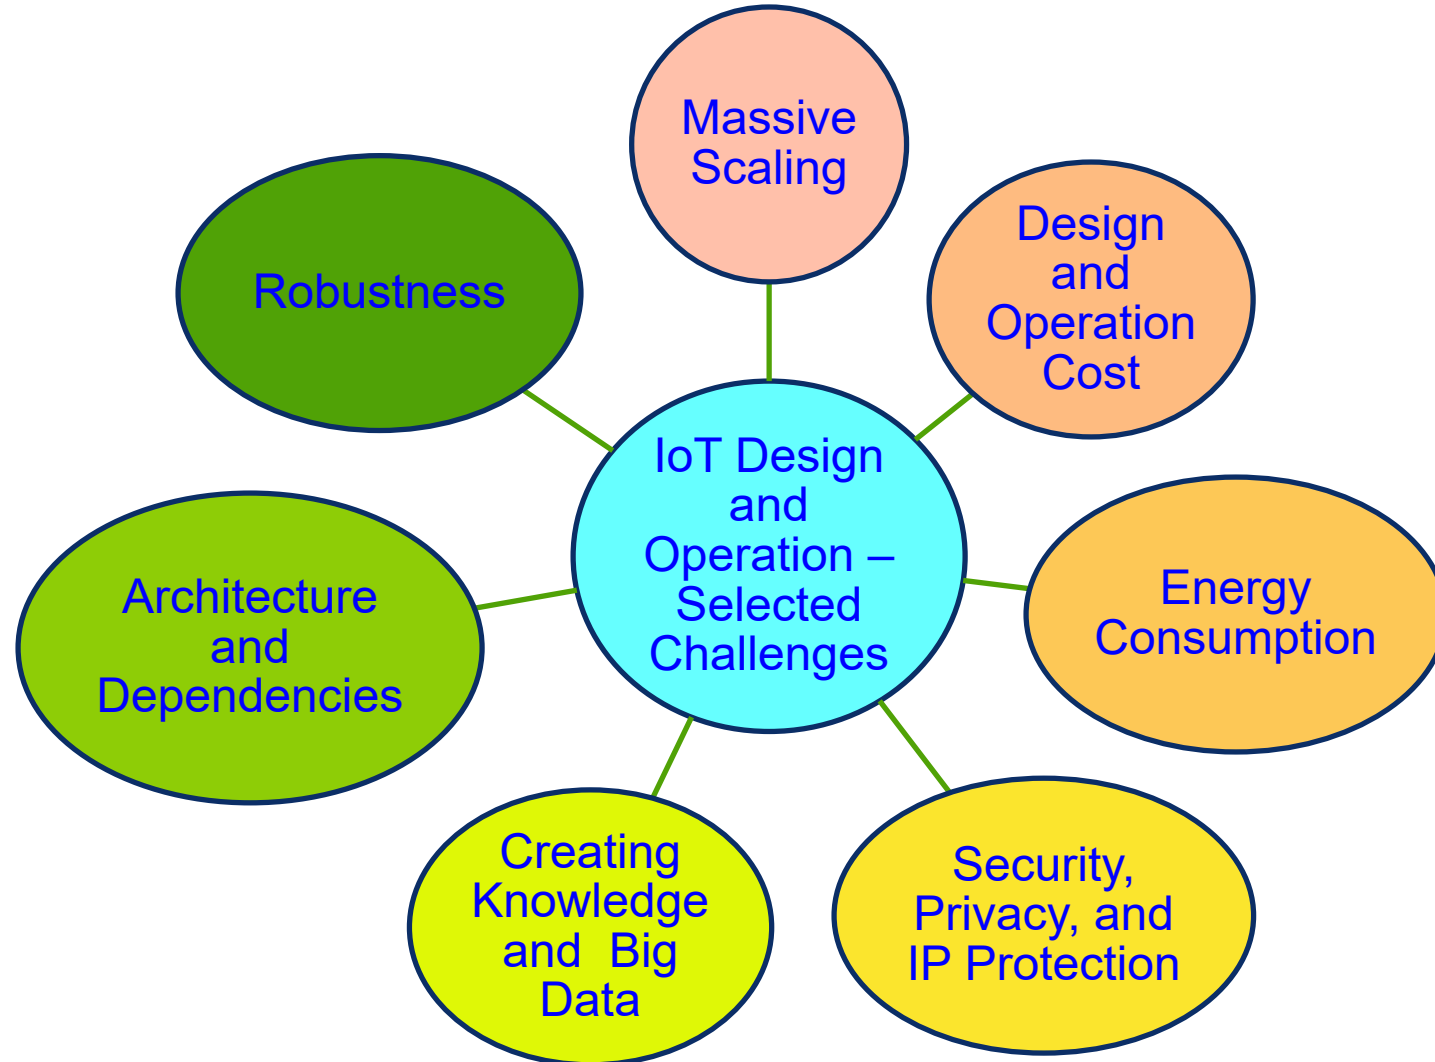 Massive
Scaling
Design
and
Operation
Cost
Robustness
IoT Design
and
Operation –
Selected
Challenges
Energy
Consumption
Architecture
and
Dependencies
Creating
Knowledge
and  Big
Data
Security,
Privacy, and
IP Protection